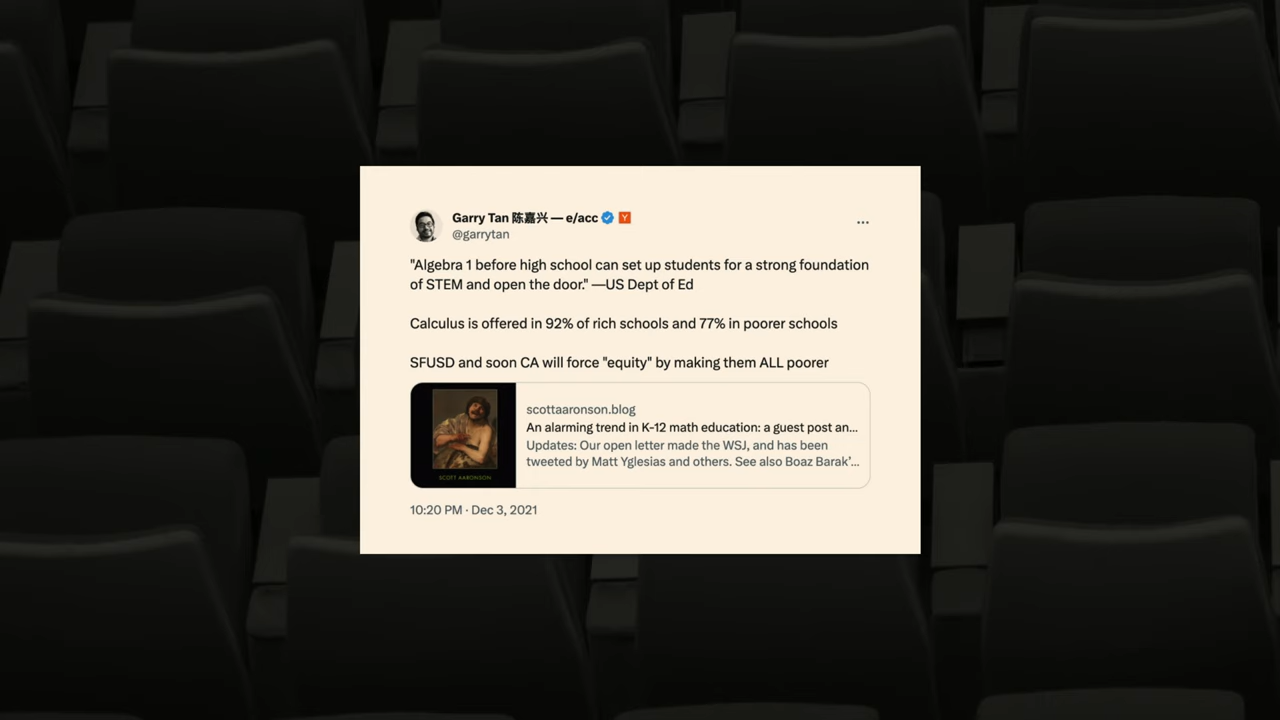 Garry Tan 陈嘉兴 — e/acc Y
@garrytan
"Algebra 1 before high school can set up students for a strong foundation
of STEM and open the door." —US Dept of Ed
Calculus is offered in 92% of rich schools and 77% in poorer schools
SFUSD and soon CA will force "equity" by making them ALL poorer
SCOTT AARONSON
scottaaronson.blog
An alarming trend in K-12 math education: a guest post an...
Updates: Our open letter made the WSJ, and has been
tweeted by Matt Yglesias and others. See also Boaz Barak'...
10:20 PM · Dec 3, 2021